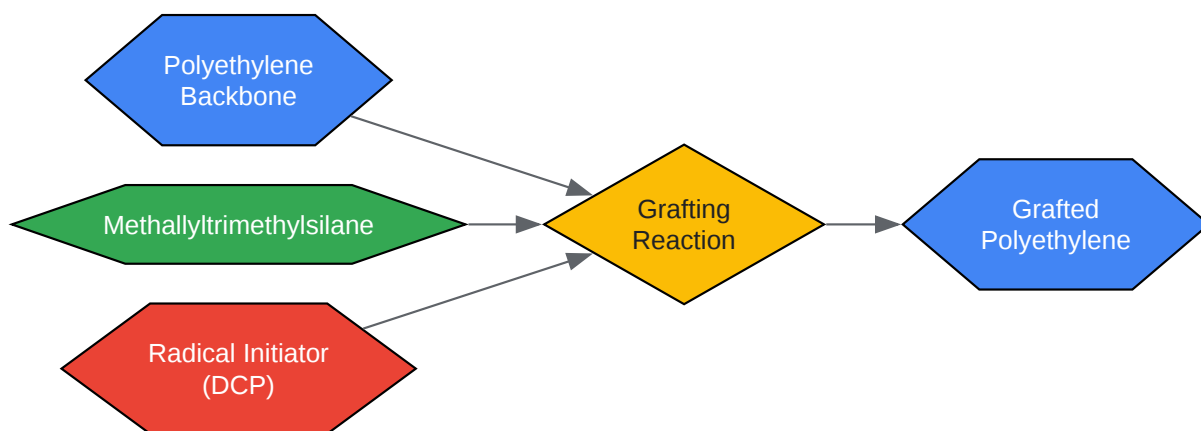 Polyethylene
Backbone
Methallyltrimethylsilane
Radical Initiator
(DCP)
Grafting
Reaction
Grafted
Polyethylene